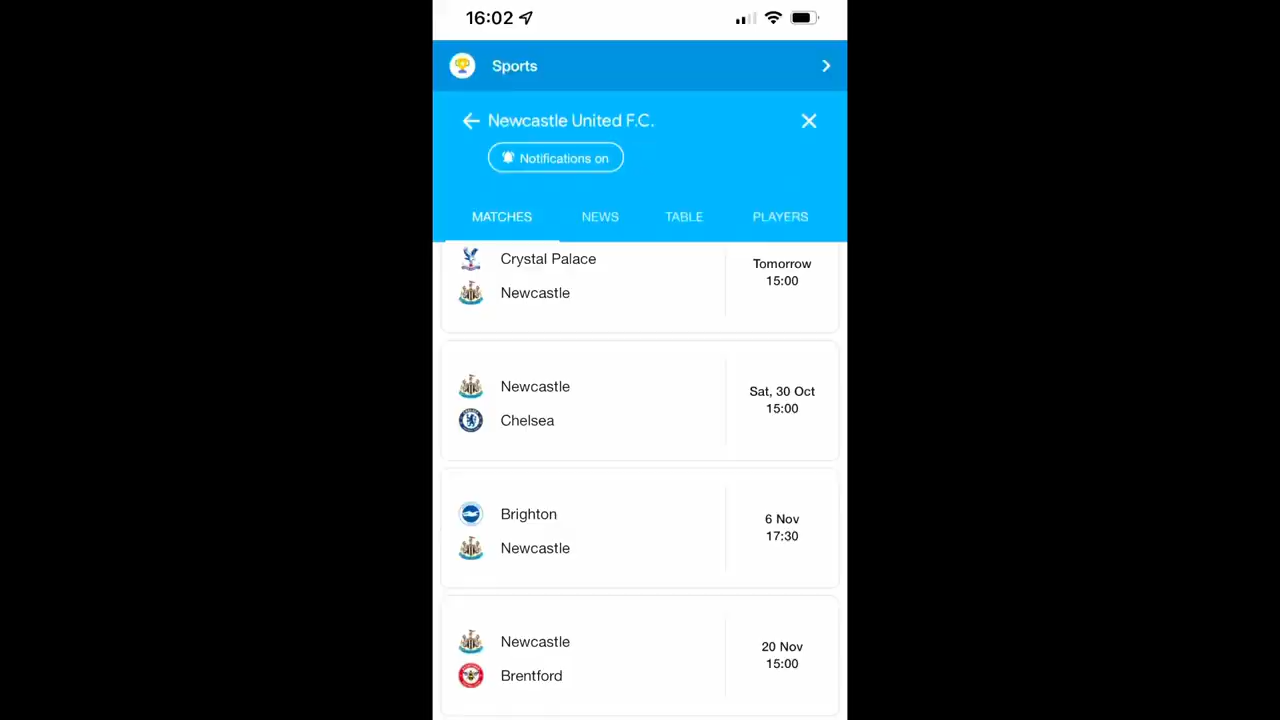 16:02
Sports
Newcastle United F.C.
Notifications on
MATCHES NEWS TABLE PLAYERS
Crystal Palace
Newcastle
Tomorrow
15:00
Newcastle
Chelsea
Sat, 30 Oct
15:00
Brighton
Newcastle
6 Nov
17:30
Newcastle
Brentford
20 Nov
15:00